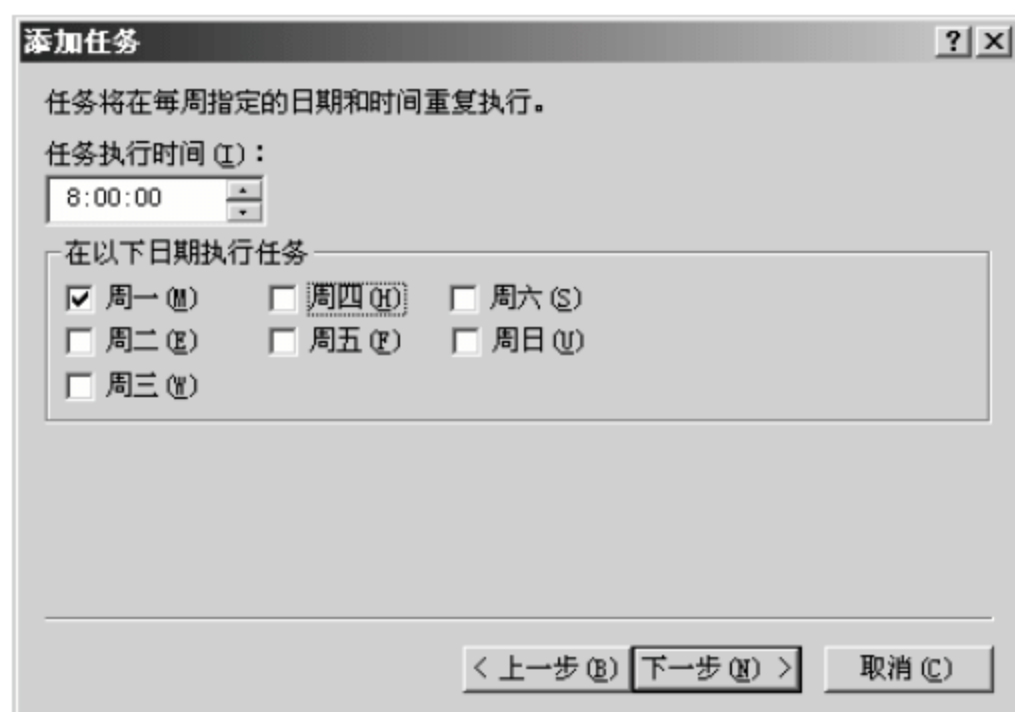 添加任务
任务将在每周指定的日期和时间重复执行。
任务执行时间(I):
8:00:00
在以下日期执行任务
周一(M) 周四(H) 周六(S)
周二(E) 周五(F) 周日(U)
周三(W)
< 上一步(B) 下一步(N) > 取消(C)